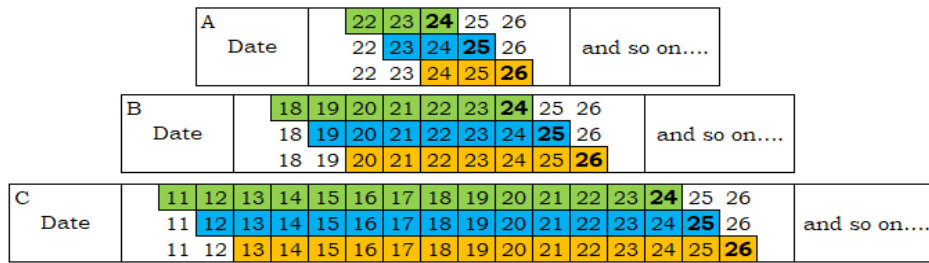 A 22 23 24 25 26
Date 22 23 24 25 26 and so on....
22 23 24 25 26
B 18 19 20 21 22 23 24 25 26
Date 18 19 20 21 22 23 24 25 26 and so on....
18 19 20 21 22 23 24 25 26
C 11 12 13 14 15 16 17 18 19 20 21 22 23 24 25 26
Date 11 12 13 14 15 16 17 18 19 20 21 22 23 24 25 26 and so on....
11 12 13 14 15 16 17 18 19 20 21 22 23 24 25 26